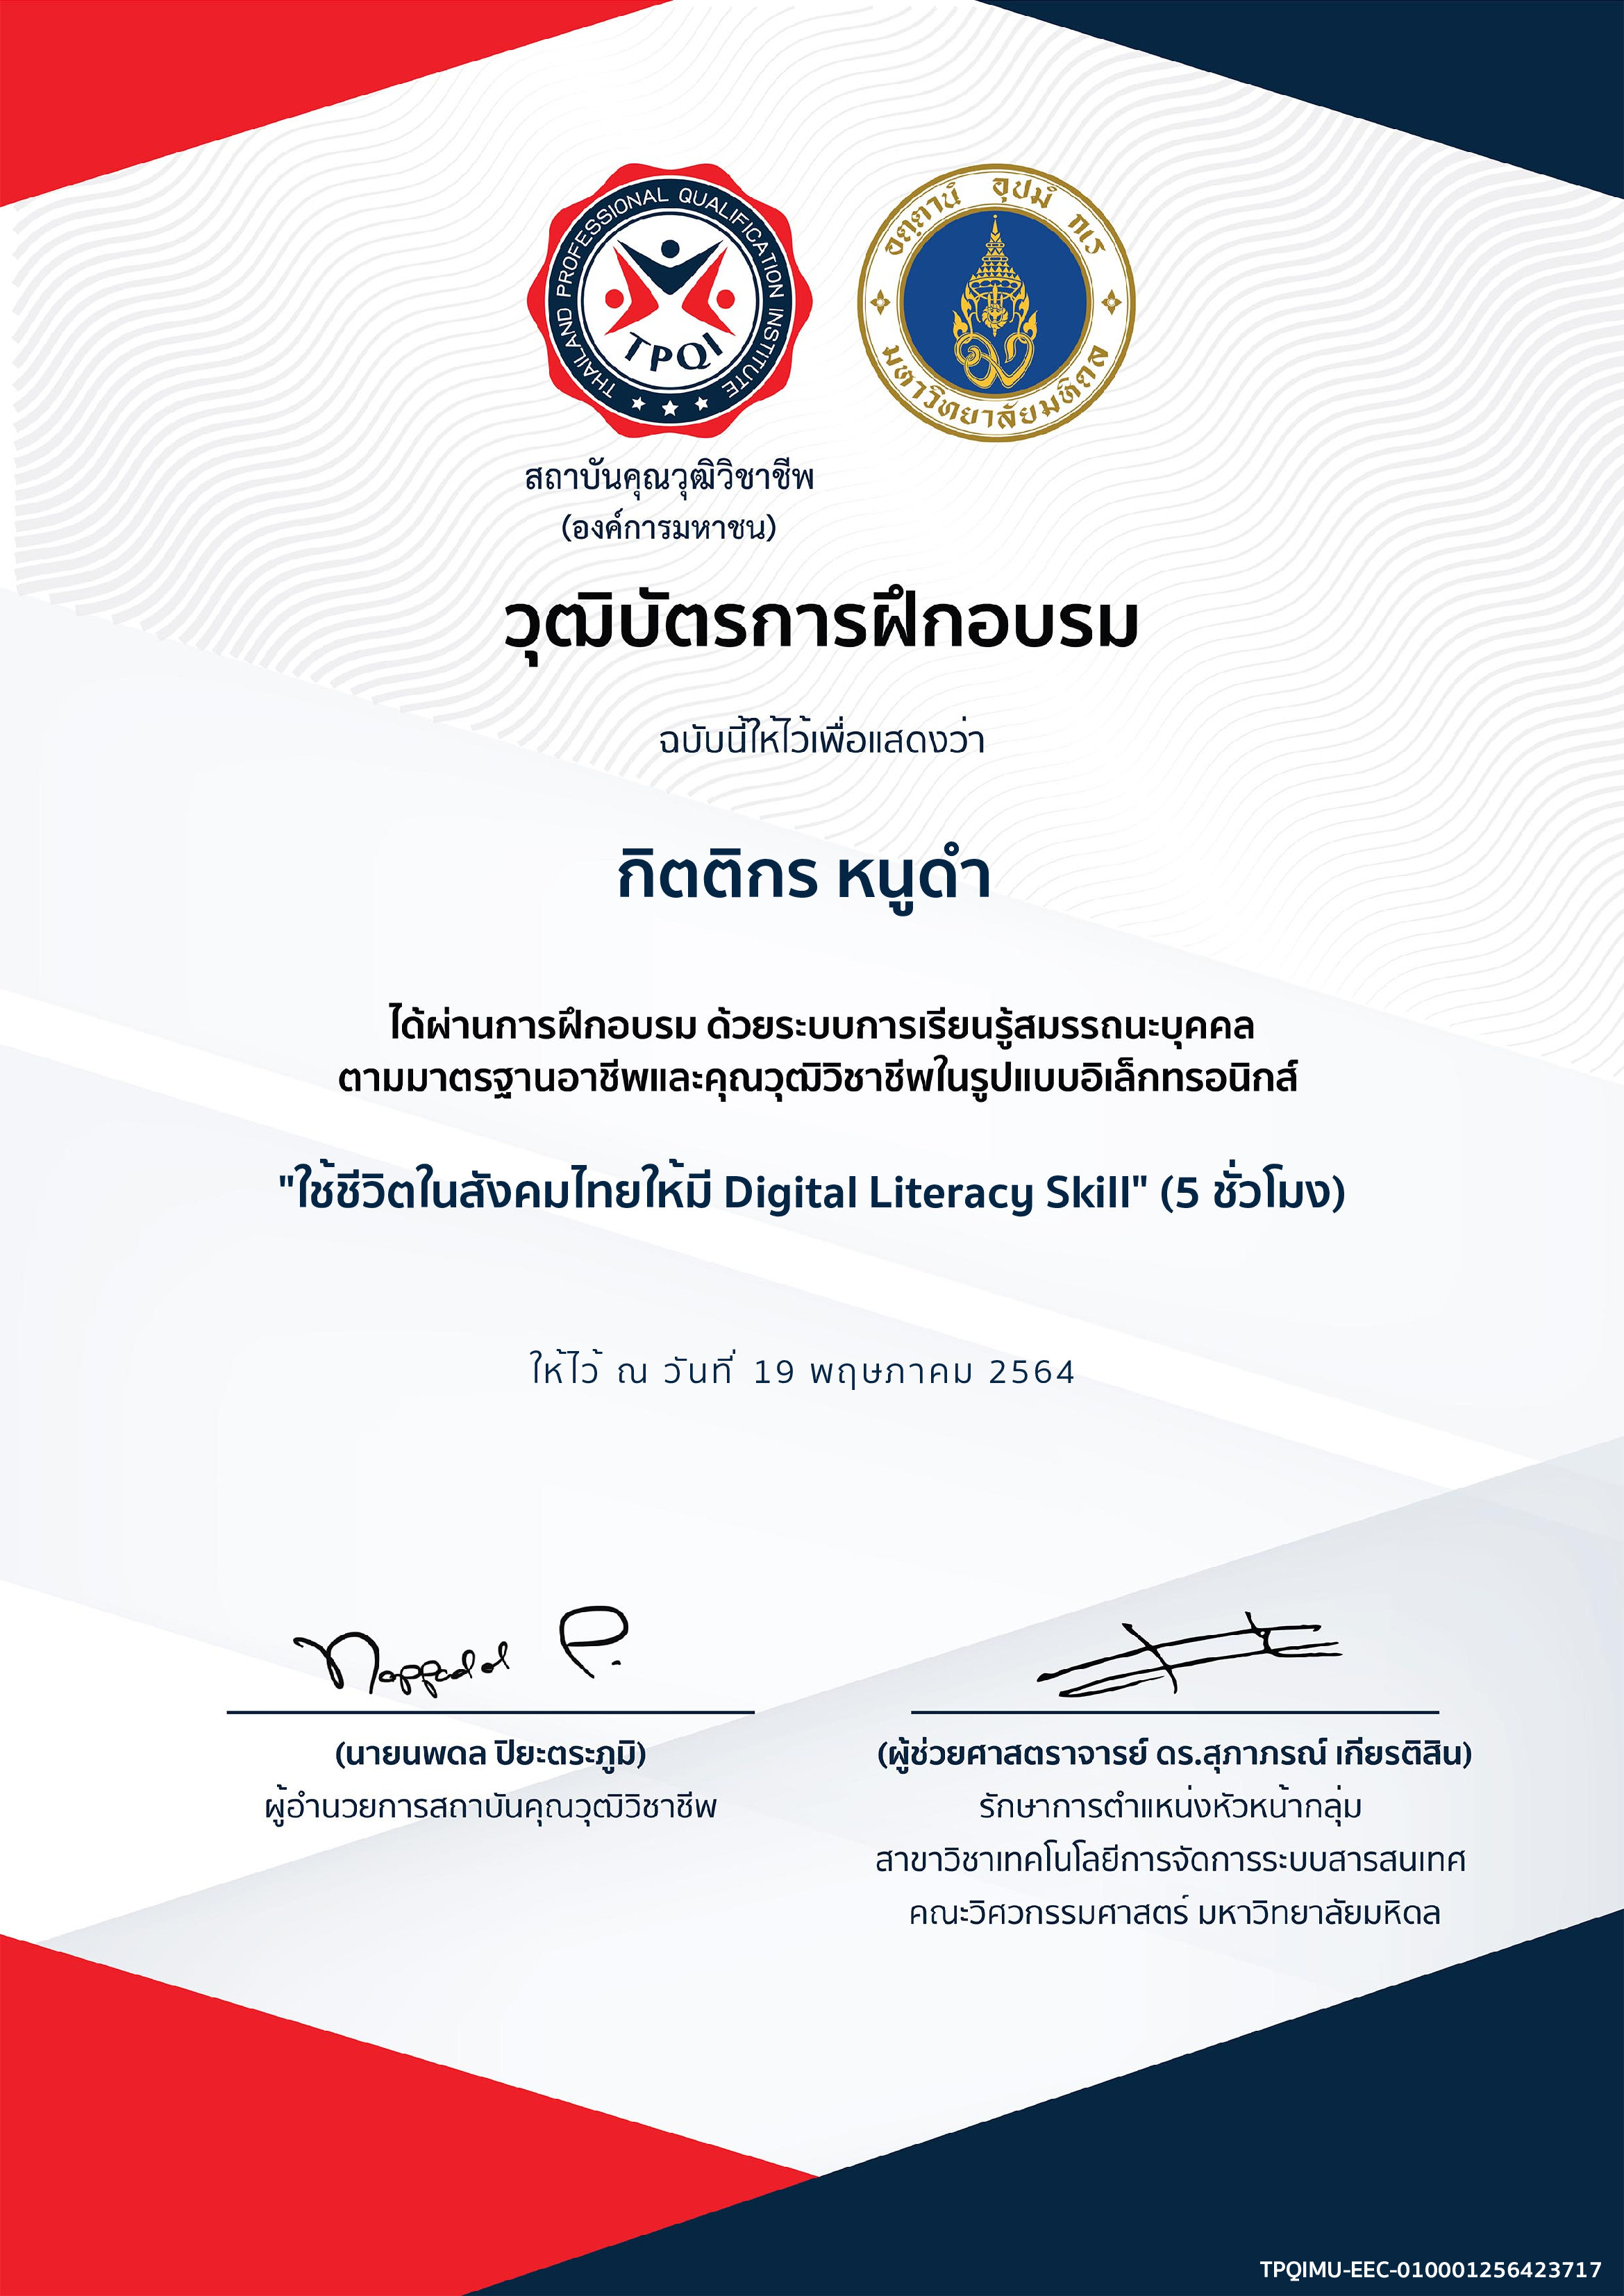 THAILAND PROFESSIONAL QUALIFICATION INSTITUTE
TPQI
อตฺตานํ อุปมํ กเร
มหาวิทยาลัยมหิดล
สถาบันคุณวุฒิวิชาชีพ
(องค์การมหาชน)
วุฒิบัตรการฝึกอบรม
ฉบับนี้ให้ไว้เพื่อแสดงว่า
กิตติกร หนูดำ
ได้ผ่านการฝึกอบรม ด้วยระบบการเรียนรู้สมรรถนะบุคคล
ตามมาตรฐานอาชีพและคุณวุฒิวิชาชีพในรูปแบบอิเล็กทรอนิกส์
"ใช้ชีวิตในสังคมไทยให้มี Digital Literacy Skill" (5 ชั่วโมง)
ให้ไว้ ณ วันที่ 19 พฤษภาคม 2564
Noppadol P.
(นายนพดล ปิยะตระภูมิ)
ผู้อำนวยการสถาบันคุณวุฒิวิชาชีพ
(ผู้ช่วยศาสตราจารย์ ดร.สุภาภรณ์ เกียรติสิน)
รักษาการตำแหน่งหัวหน้ากลุ่ม
สาขาวิชาเทคโนโลยีการจัดการระบบสารสนเทศ
คณะวิศวกรรมศาสตร์ มหาวิทยาลัยมหิดล
TPQIMU-EEC-010001256423717